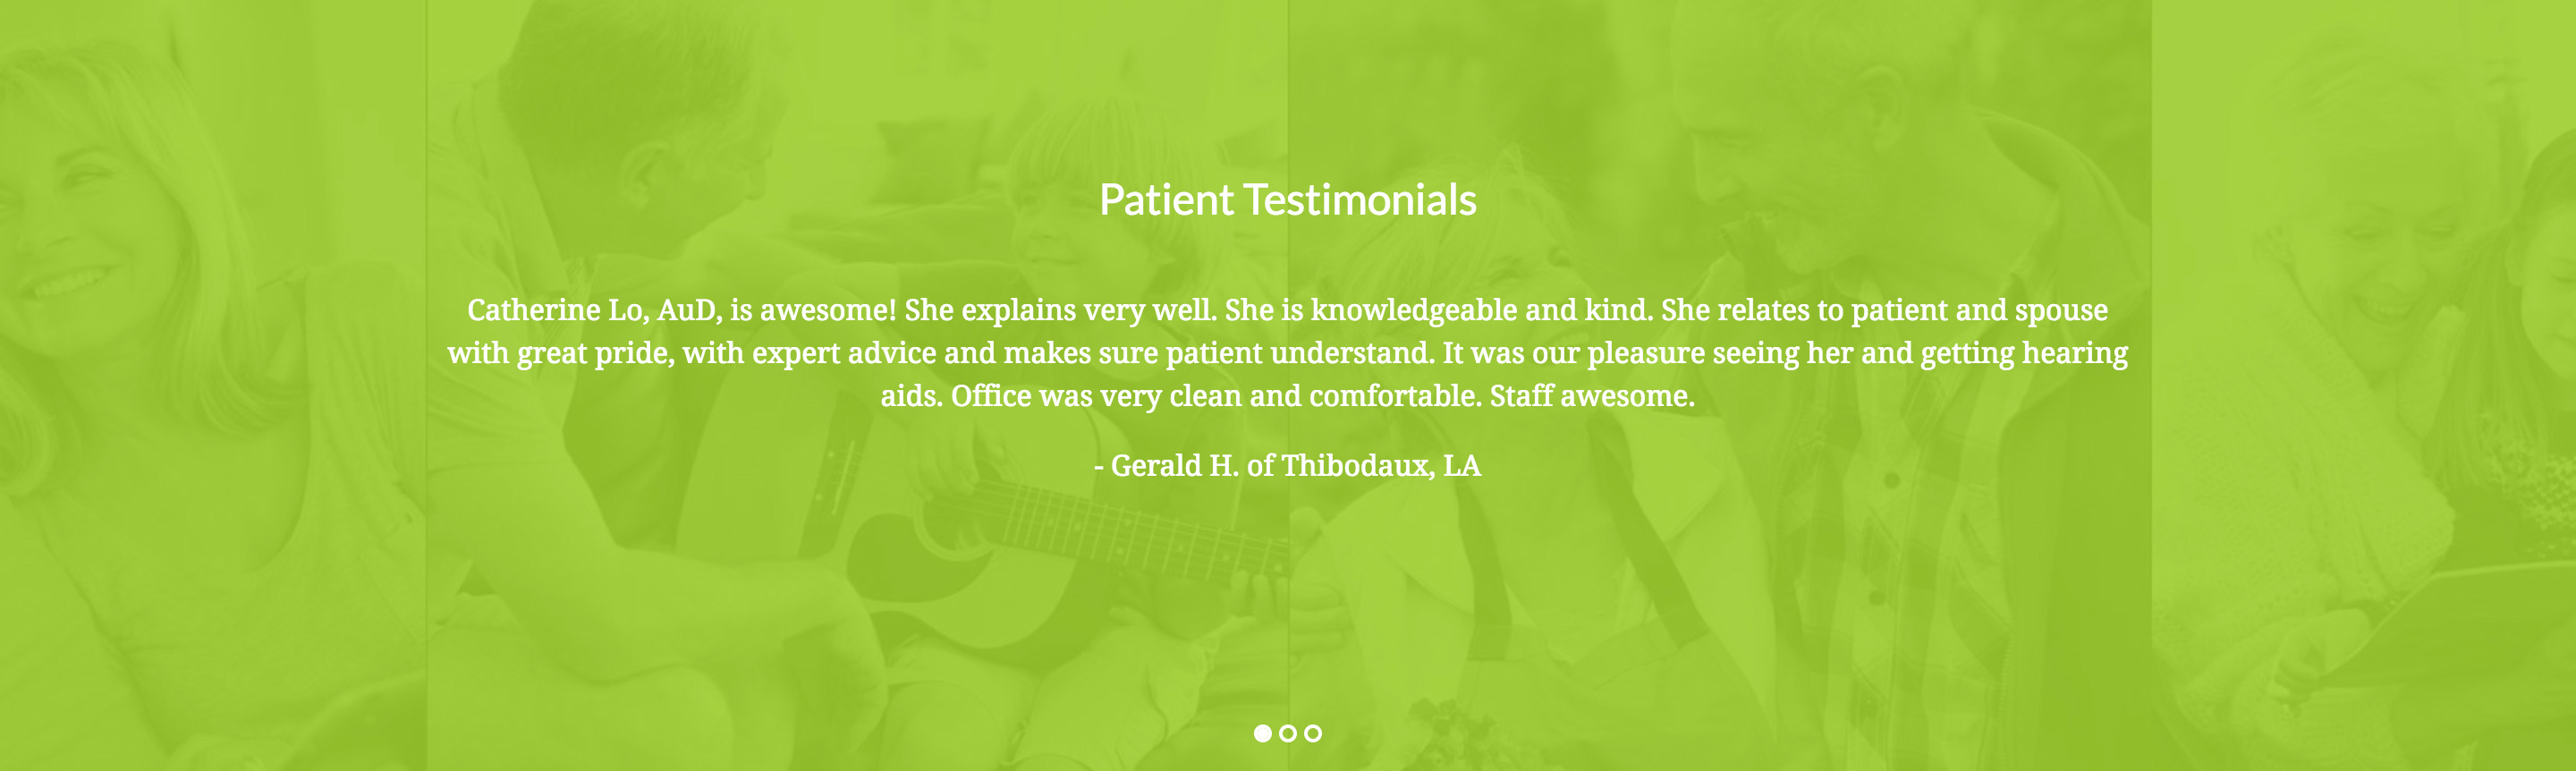 Patient Testimonials
Catherine Lo, AuD, is awesome! She explains very well. She is knowledgeable and kind. She relates to patient and spouse
with great pride, with expert advice and makes sure patient understand. It was our pleasure seeing her and getting hearing
aids. Office was very clean and comfortable. Staff awesome.
- Gerald H. of Thibodaux, LA